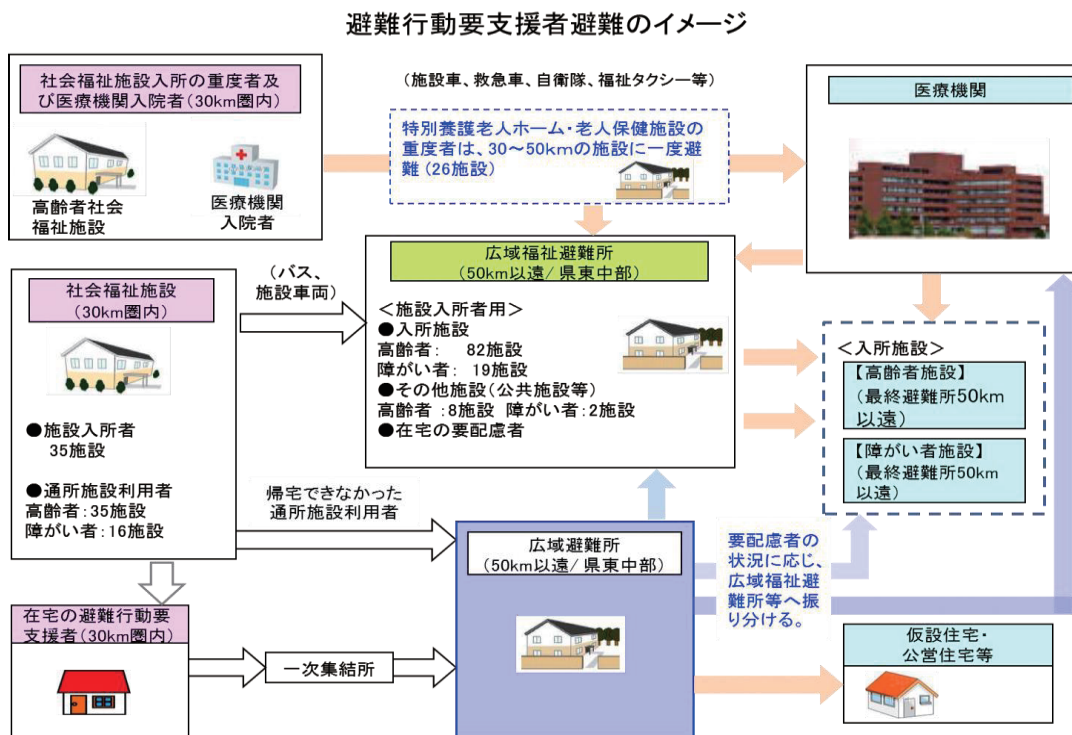 避難行動要支援者避難のイメージ
社会福祉施設入所の重度者及
び医療機関入院者(30km圏内)
高齢者社会
福祉施設
医療機関
入院者
(施設車、救急車、自衛隊、福祉タクシー等)
特別養護老人ホーム・老人保健施設の
重度者は、30~50kmの施設に一度避
難(26施設)
医療機関
社会福祉施設
(30km圏内)
●施設入所者
35施設
●通所施設利用者
高齢者:35施設
障がい者:16施設
(バス、
施設車両)
広域福祉避難所
(50km以遠/県東中部)
<施設入所者用>
●入所施設
高齢者: 82施設
障がい者: 19施設
●その他施設(公共施設等)
高齢者:8施設 障がい者:2施設
●在宅の要配慮者
<入所施設>
【高齢者施設】
(最終避難所50km
以遠)
【障がい者施設】
(最終避難所50km
以遠)
帰宅できなかった
通所施設利用者
広域避難所
(50km以遠/県東中部)
要配慮者の
状況に応じ、
広域福祉避
難所等へ振
り分ける。
在宅の避難行動要
支援者(30km圏内)
一次集結所
仮設住宅・
公営住宅等